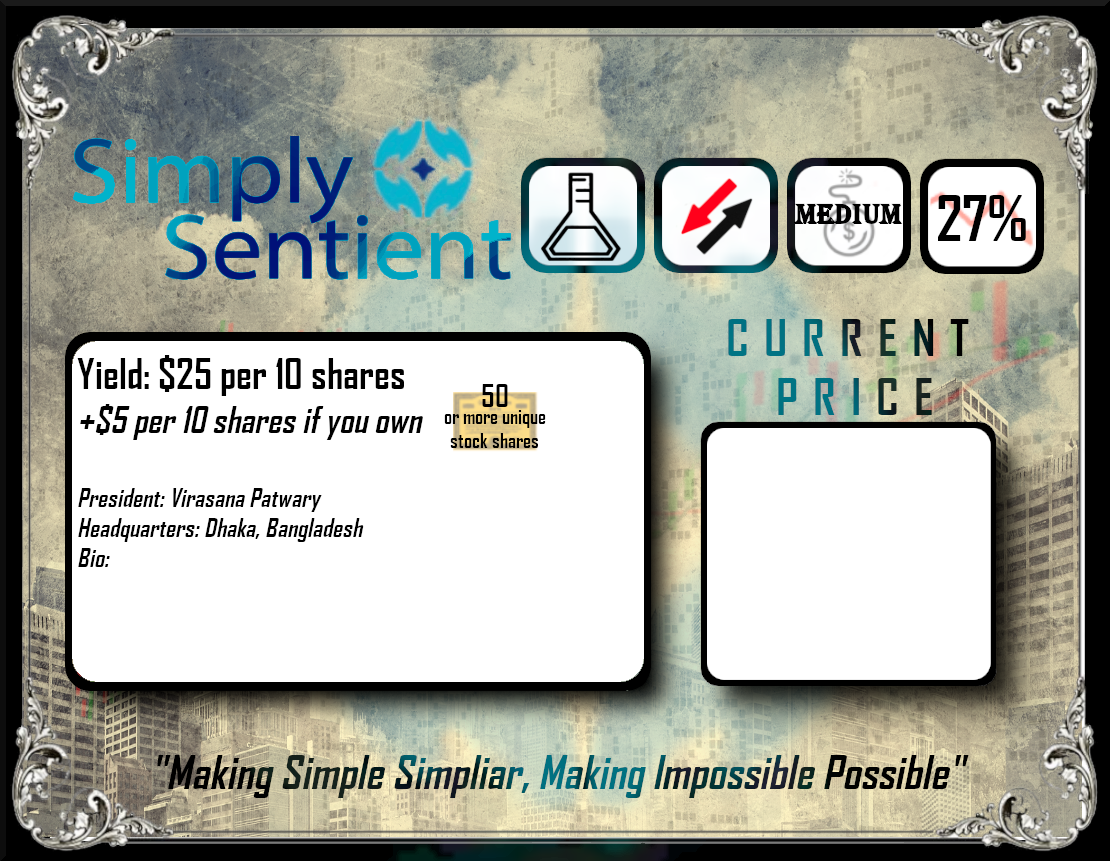 Simply
Sentient
MEDIUM
27%
CURRENT
PRICE
Yield: $25 per 10 shares
+$5 per 10 shares if you own
50
or more unique
stock shares
President: Virasana Patwary
Headquarters: Dhaka, Bangladesh
Bio:
"Making Simple Simpliar, Making Impossible Possible"